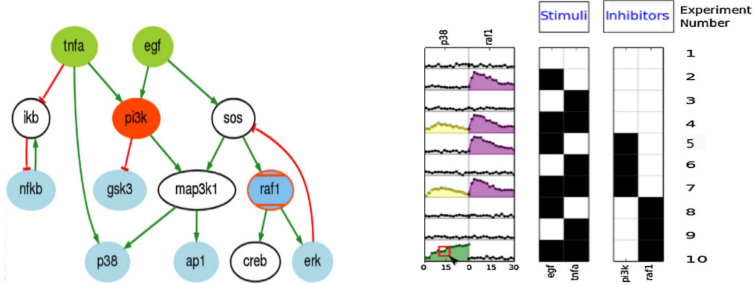 tnfa
egf
ikb
pi3k
sos
nfkb
gsk3
map3k1
raf1
p38
ap1
creb
erk
Stimuli
Inhibitors
Experiment
Number
p38
raf1
1
2
3
4
5
6
7
8
9
10
0 15 0 15 30
egf
tnfa
pi3k
raf1